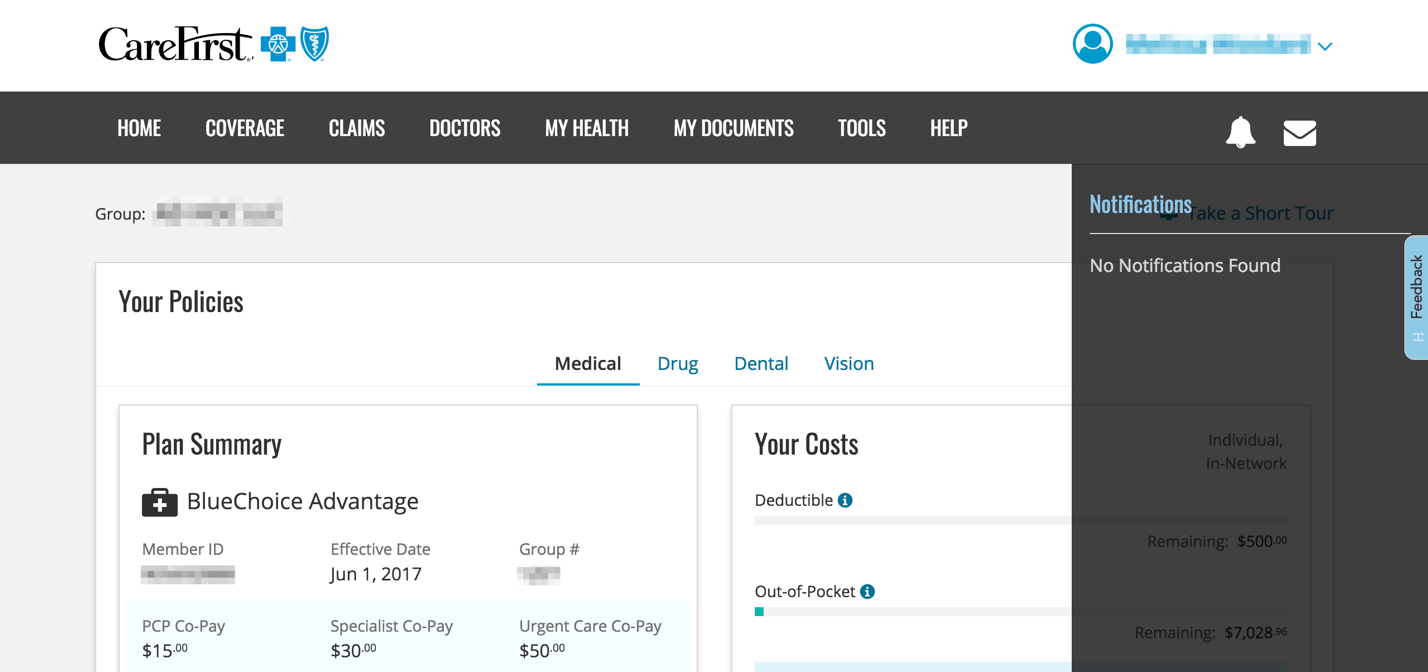 CareFirst
HOME COVERAGE CLAIMS DOCTORS MY HEALTH MY DOCUMENTS TOOLS HELP
Notifications
Take a Short Tour
No Notifications Found
Feedback
Group:
Your Policies
Medical Drug Dental Vision
Plan Summary
BlueChoice Advantage
Member ID Effective Date Group #
Jun 1, 2017
PCP Co-Pay Specialist Co-Pay Urgent Care Co-Pay
$15.00 $30.00 $50.00
Your Costs
Individual,
In-Network
Deductible
Remaining: $500.00
Out-of-Pocket
Remaining: $7,028.96